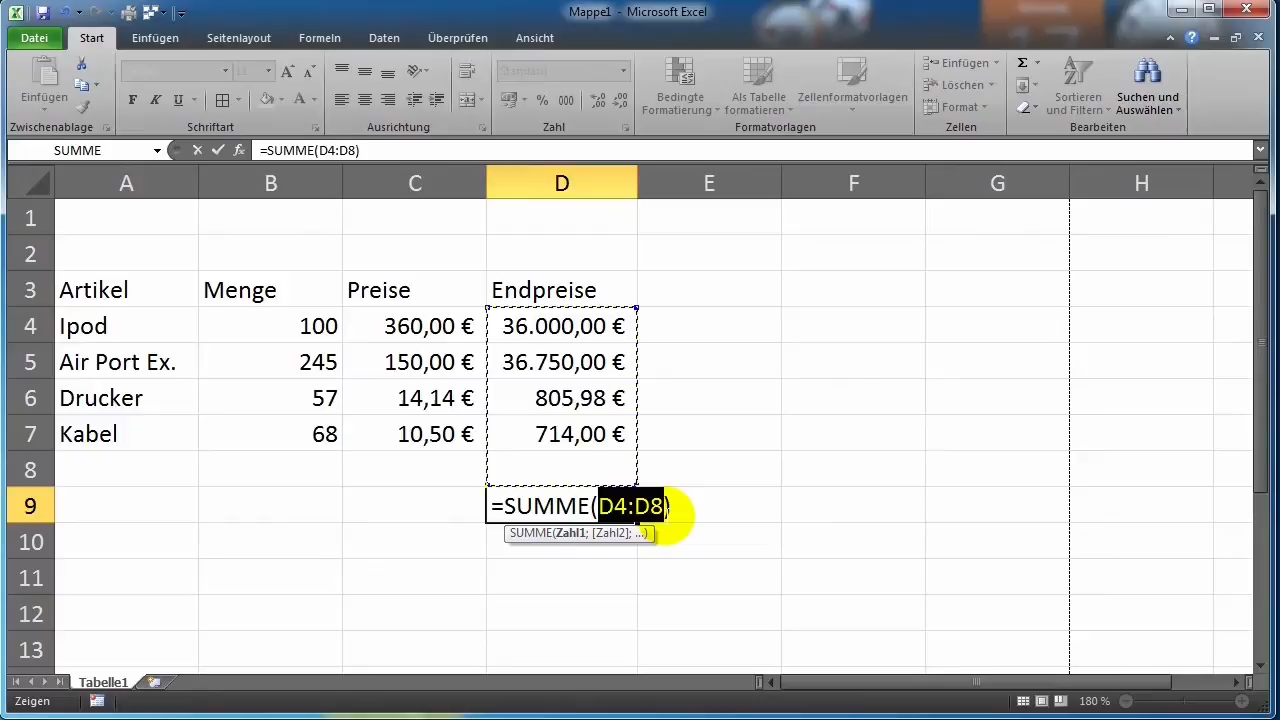 Mappe1 - Microsoft Excel
Datei Start Einfügen Seitenlayout Formeln Daten Überprüfen Ansicht
Einfügen
Zwischenablage
11
F K U
Schriftart
Ausrichtung
Standard
% 000
Zahl
Bedingte Formatierung
Als Tabelle formatieren
Zellenformatvorlagen
Formatvorlagen
Einfügen
Löschen
Format
Zellen
Σ
Sortieren und Filtern
Suchen und Auswählen
Bearbeiten
SUMME fx =SUMME(D4:D8)
A B C D E F G H
1
2
3 Artikel Menge Preise Endpreise
4 Ipod 100 360,00 € 36.000,00 €
5 Air Port Ex. 245 150,00 € 36.750,00 €
6 Drucker 57 14,14 € 805,98 €
7 Kabel 68 10,50 € 714,00 €
8
9 =SUMME(D4:D8)
SUMME(Zahl1; [Zahl2]; ...)
10
11
12
13
Tabelle1
Zeigen 180 %